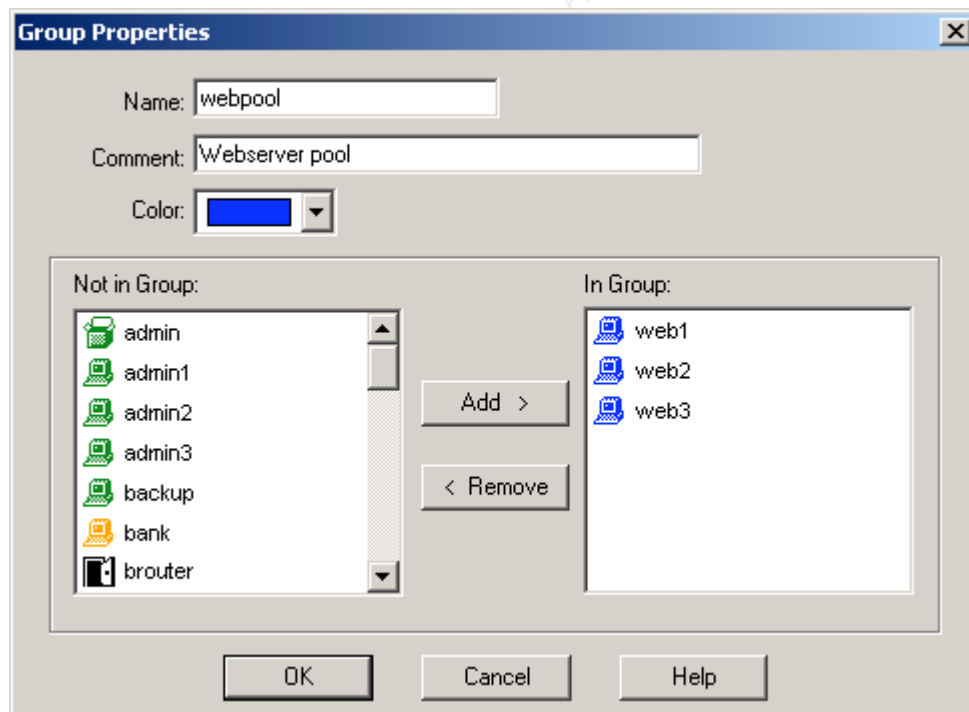 Group Properties
Name: webpool
Comment: Webserver pool
Color:
Not in Group:
admin
admin1
admin2
admin3
backup
bank
brouter
Add >
< Remove
In Group:
web1
web2
web3
OK Cancel Help